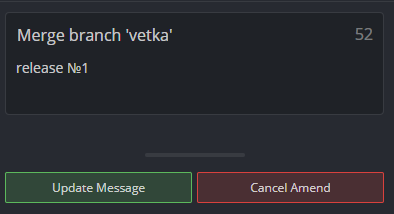 Merge branch 'vetka' 52
release №1
Update Message Cancel Amend